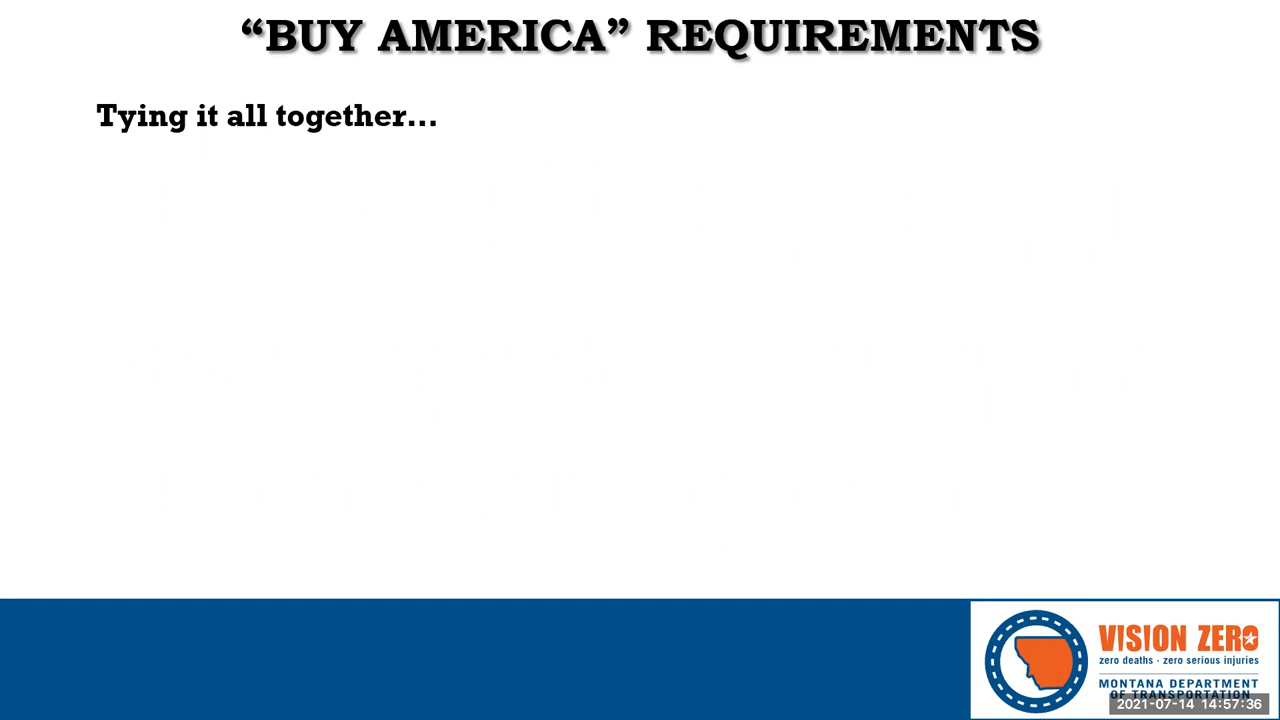 “BUY AMERICA” REQUIREMENTS
Tying it all together…
VISION ZERO
zero deaths · zero serious injuries
MONTANA DEPARTMENT
OF TRANSPORTATION
2021-07-14 14:57:36